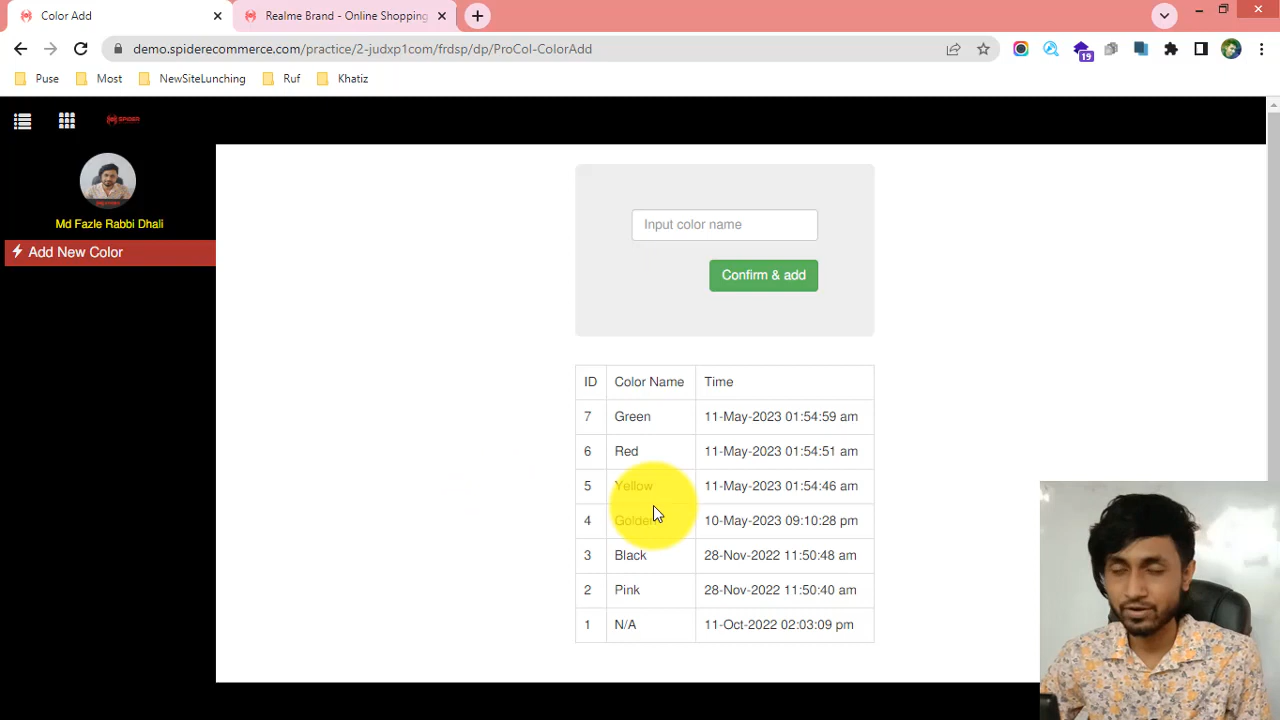 Color Add
Realme Brand - Online Shopping
demo.spiderecommerce.com/practice/2-judxp1com/frdsp/dp/ProCol-ColorAdd
19
Puse
Most
NewSiteLunching
Ruf
Khatiz
SPIDER
Md Fazle Rabbi Dhali
Add New Color
Input color name
Confirm & add
ID Color Name Time
7 Green 11-May-2023 01:54:59 am
6 Red 11-May-2023 01:54:51 am
5 Yellow 11-May-2023 01:54:46 am
4 Golden 10-May-2023 09:10:28 pm
3 Black 28-Nov-2022 11:50:48 am
2 Pink 28-Nov-2022 11:50:40 am
1 N/A 11-Oct-2022 02:03:09 pm